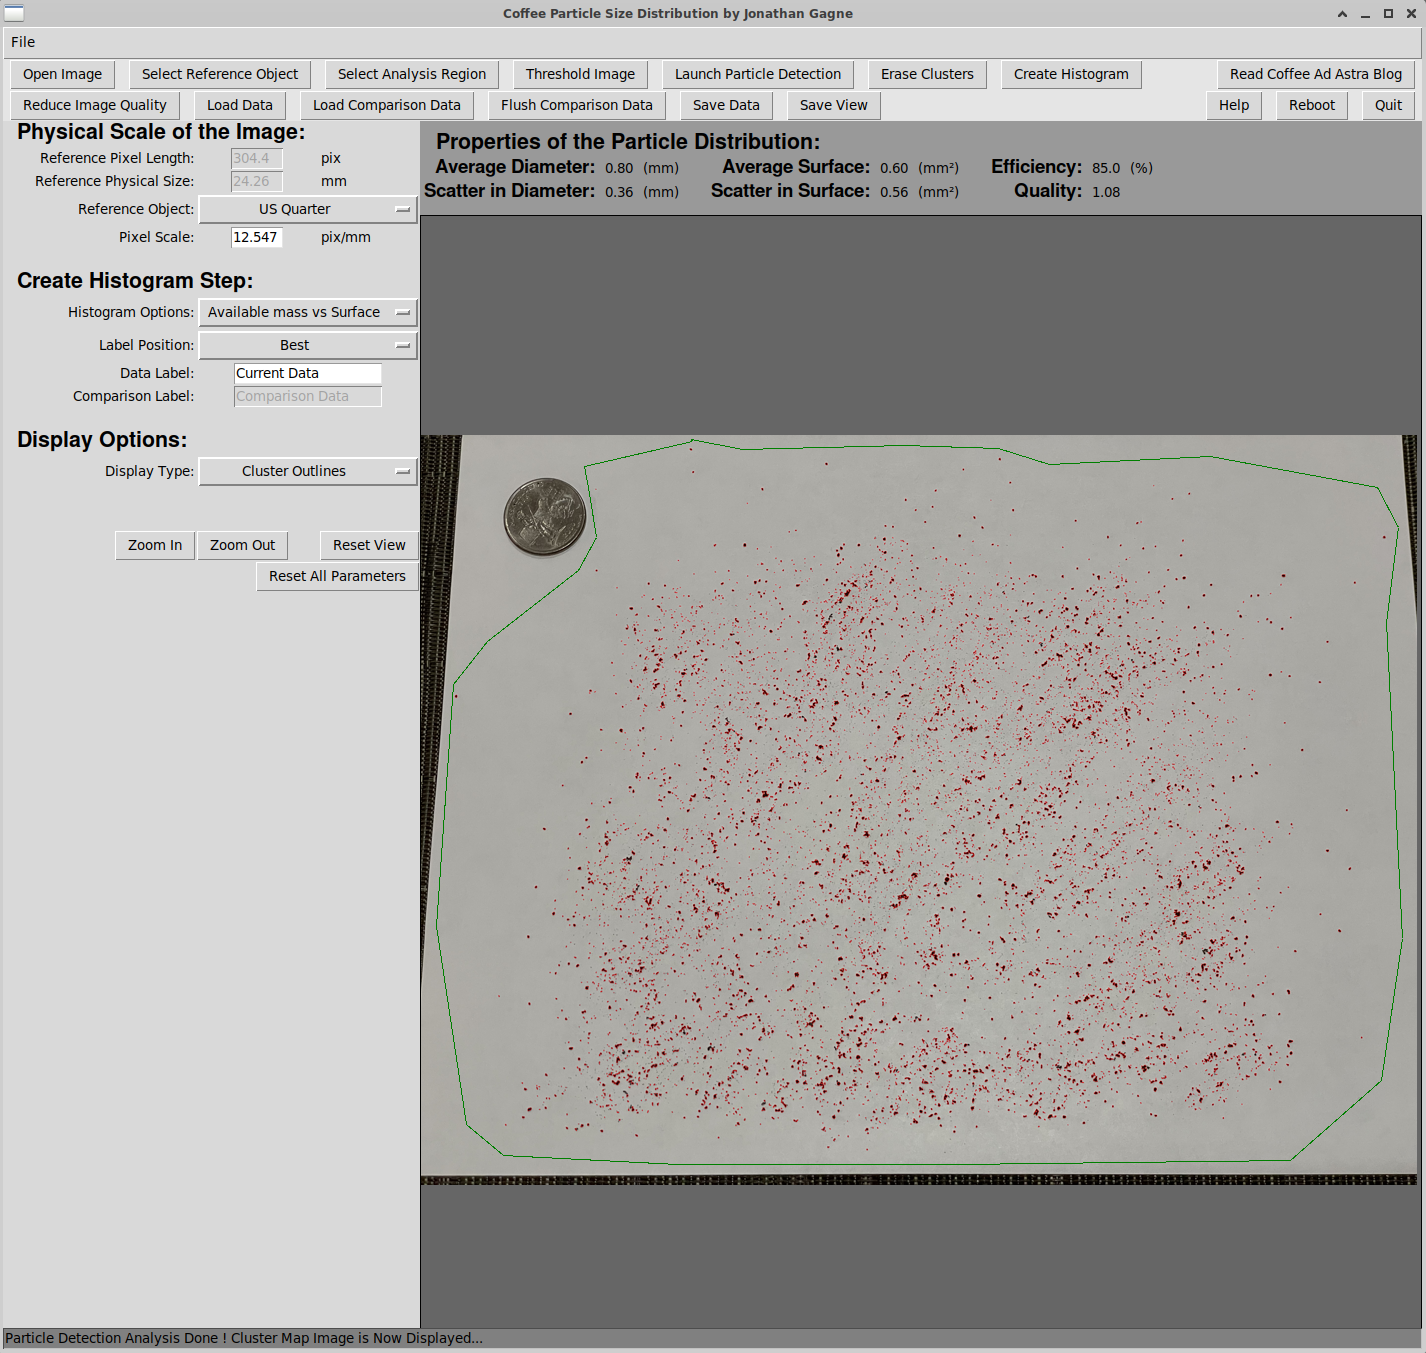 Coffee Particle Size Distribution by Jonathan Gagne
File
Open Image Select Reference Object Select Analysis Region Threshold Image Launch Particle Detection Erase Clusters Create Histogram Read Coffee Ad Astra Blog
Reduce Image Quality Load Data Load Comparison Data Flush Comparison Data Save Data Save View Help Reboot Quit
Physical Scale of the Image:
Reference Pixel Length: 304.4 pix
Reference Physical Size: 24.26 mm
Reference Object: US Quarter
Pixel Scale: 12.547 pix/mm
Create Histogram Step:
Histogram Options: Available mass vs Surface
Label Position: Best
Data Label: Current Data
Comparison Label: Comparison Data
Display Options:
Display Type: Cluster Outlines
Zoom In Zoom Out Reset View
Reset All Parameters
Properties of the Particle Distribution:
Average Diameter: 0.80 (mm) Average Surface: 0.60 (mm²) Efficiency: 85.0 (%)
Scatter in Diameter: 0.36 (mm) Scatter in Surface: 0.56 (mm²) Quality: 1.08
Particle Detection Analysis Done ! Cluster Map Image is Now Displayed...